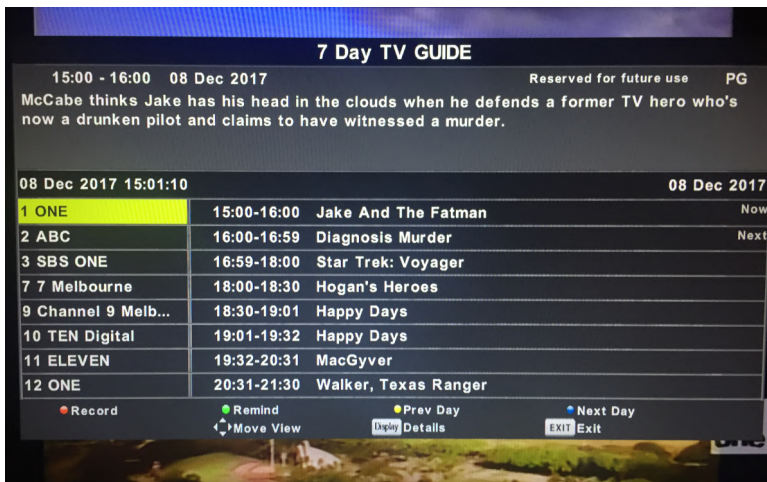 7 Day TV GUIDE
15:00 - 16:00 08 Dec 2017 Reserved for future use PG
McCabe thinks Jake has his head in the clouds when he defends a former TV hero who's
now a drunken pilot and claims to have witnessed a murder.
08 Dec 2017 15:01:10 08 Dec 2017
1 ONE 15:00-16:00 Jake And The Fatman Now
2 ABC 16:00-16:59 Diagnosis Murder Next
3 SBS ONE 16:59-18:00 Star Trek: Voyager
7 7 Melbourne 18:00-18:30 Hogan's Heroes
9 Channel 9 Melb... 18:30-19:01 Happy Days
10 TEN Digital 19:01-19:32 Happy Days
11 ELEVEN 19:32-20:31 MacGyver
12 ONE 20:31-21:30 Walker, Texas Ranger
Record Remind Prev Day Next Day
Move View Display Details EXIT Exit
one